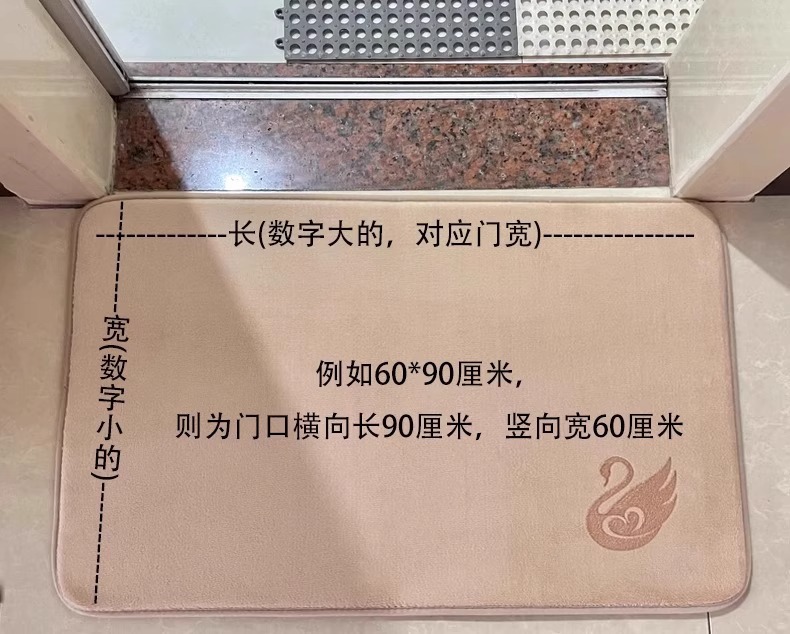 长(数字大的，对应门宽)
宽(数字小的)
例如60*90厘米，
则为门口横向长90厘米，竖向宽60厘米